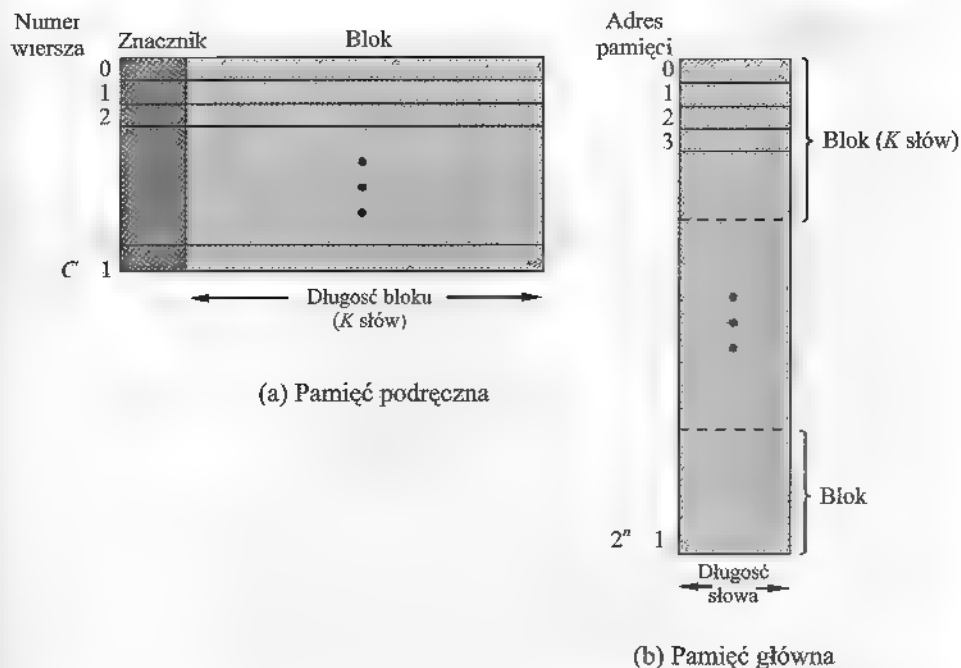 Numer
wiersza
Znacznik
Blok
0
1
2
C 1
Długość bloku
(K słów)
(a) Pamięć podręczna
Adres
pamięci
0
1
2
3
Blok (K słów)
Blok
2ⁿ 1
Długość
słowa
(b) Pamięć główna